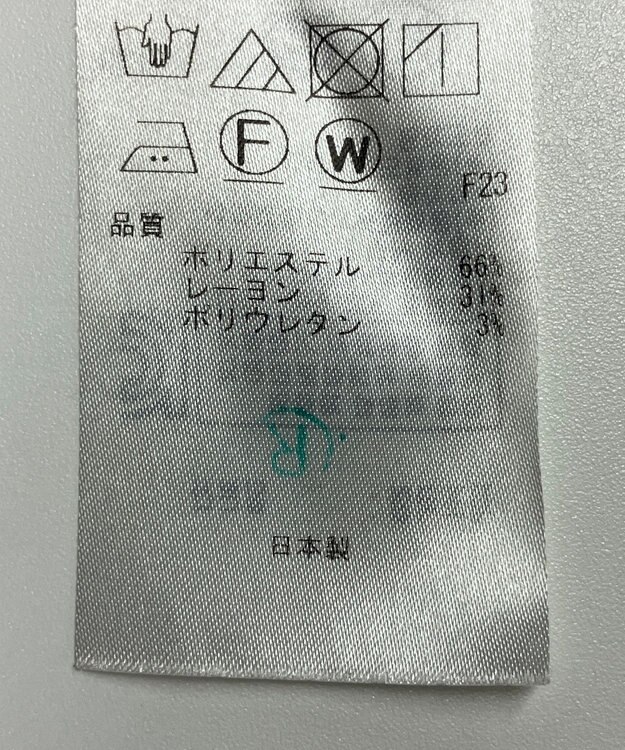 F
W
F23
品質
ポリエステル 66%
レーヨン 31%
ポリウレタン 3%
R
日本製